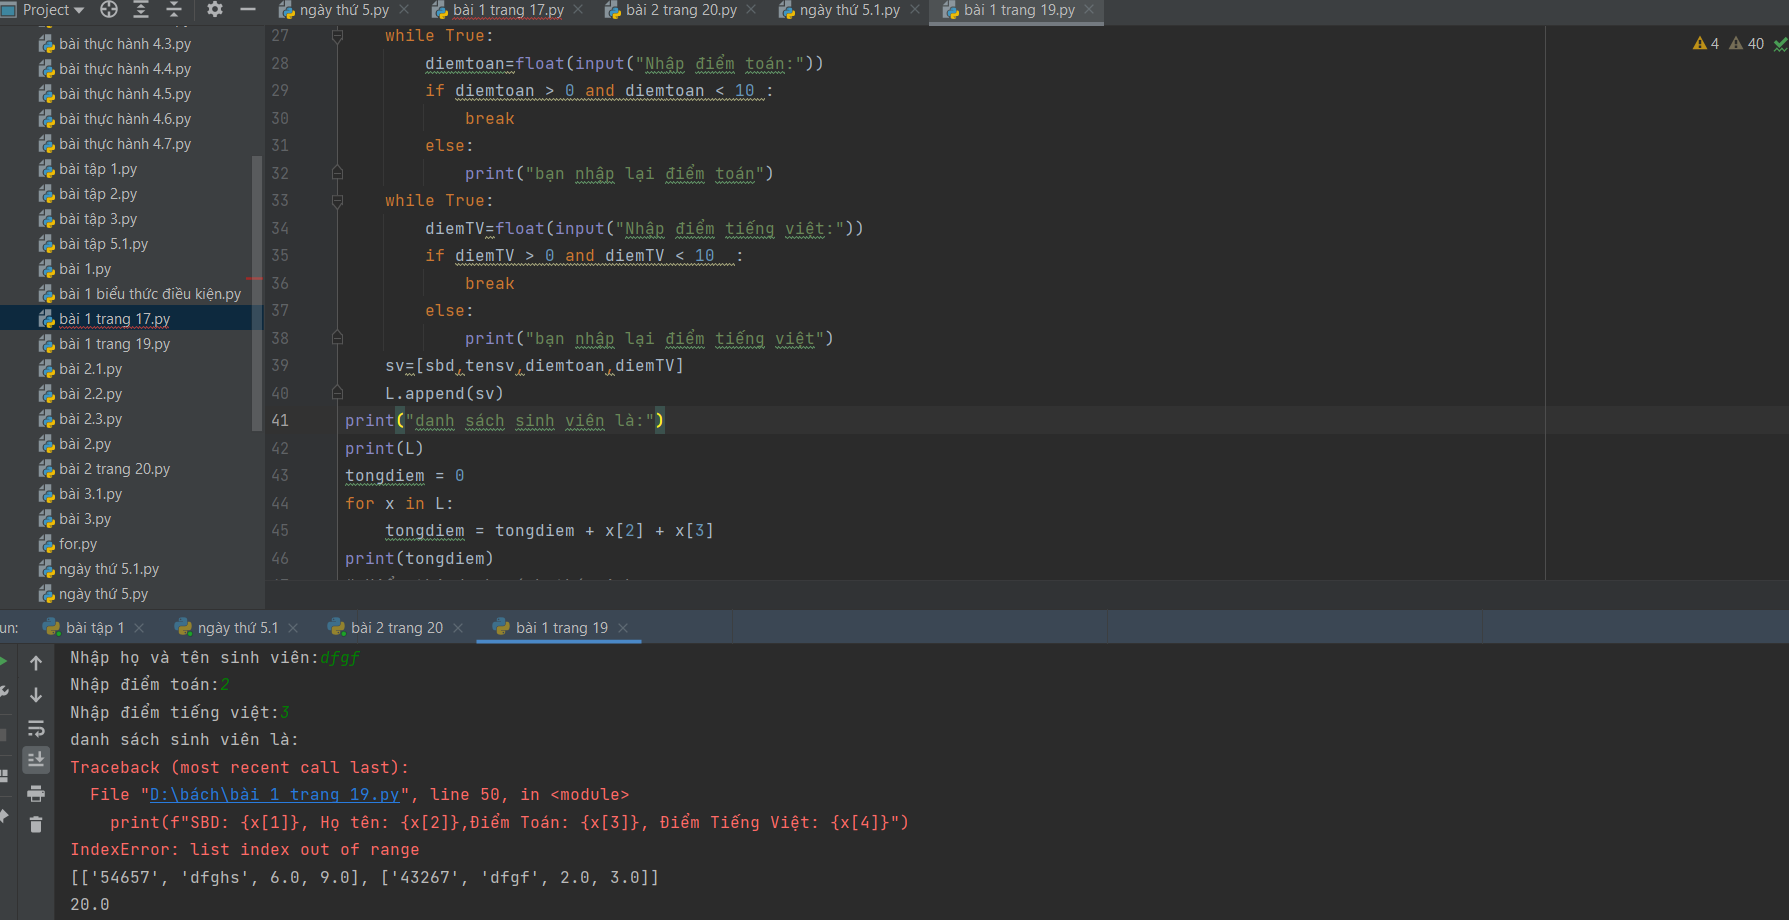 Project
ngày thứ 5.py
bài 1 trang 17.py
bài 2 trang 20.py
ngày thứ 5.1.py
bài 1 trang 19.py
bài thực hành 4.3.py
bài thực hành 4.4.py
bài thực hành 4.5.py
bài thực hành 4.6.py
bài thực hành 4.7.py
bài tập 1.py
bài tập 2.py
bài tập 3.py
bài tập 5.1.py
bài 1.py
bài 1 biểu thức điều kiện.py
bài 1 trang 17.py
bài 1 trang 19.py
bài 2.1.py
bài 2.2.py
bài 2.3.py
bài 2.py
bài 2 trang 20.py
bài 3.1.py
bài 3.py
for.py
ngày thứ 5.1.py
ngày thứ 5.py
4 40
27 while True:
28 diemtoan=float(input("Nhập điểm toán:"))
29 if diemtoan > 0 and diemtoan < 10 :
30 break
31 else:
32 print("bạn nhập lại điểm toán")
33 while True:
34 diemTV=float(input("Nhập điểm tiếng việt:"))
35 if diemTV > 0 and diemTV < 10  :
36 break
37 else:
38 print("bạn nhập lại điểm tiếng việt")
39 sv=[sbd,tensv,diemtoan,diemTV]
40 L.append(sv)
41 print("danh sách sinh viên là:")
42 print(L)
43 tongdiem = 0
44 for x in L:
45 tongdiem = tongdiem + x[2] + x[3]
46 print(tongdiem)
un:
bài tập 1
ngày thứ 5.1
bài 2 trang 20
bài 1 trang 19
Nhập họ và tên sinh viên:dfgf
Nhập điểm toán:2
Nhập điểm tiếng việt:3
danh sách sinh viên là:
Traceback (most recent call last):
File "D:\bách\bài 1 trang 19.py", line 50, in <module>
print(f"SBD: {x[1]}, Họ tên: {x[2]},Điểm Toán: {x[3]}, Điểm Tiếng Việt: {x[4]}")
IndexError: list index out of range
[['54657', 'dfghs', 6.0, 9.0], ['43267', 'dfgf', 2.0, 3.0]]
20.0